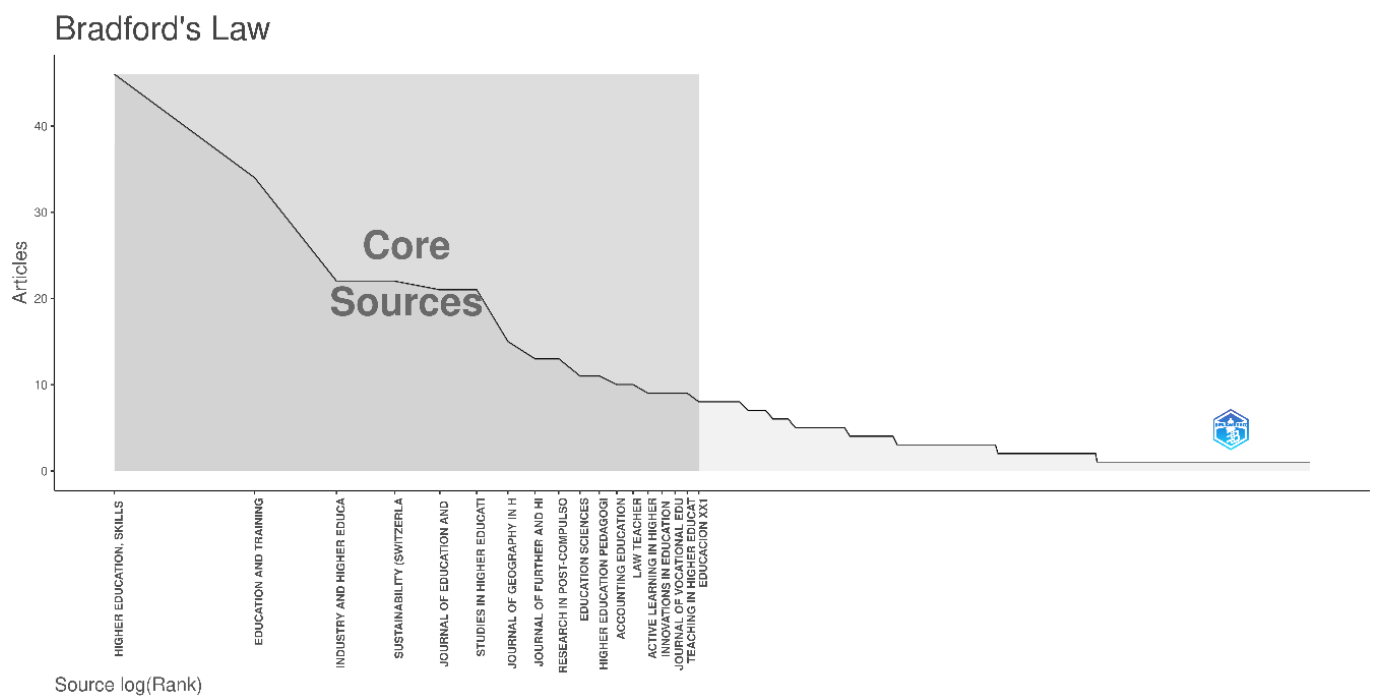 Bradford's Law
Articles
40
30
20
10
0
Core
Sources
HIGHER EDUCATION, SKILLS
EDUCATION AND TRAINING
INDUSTRY AND HIGHER EDUCA
SUSTAINABILITY (SWITZERLA
JOURNAL OF EDUCATION AND
STUDIES IN HIGHER EDUCATI
JOURNAL OF GEOGRAPHY IN H
JOURNAL OF FURTHER AND HI
RESEARCH IN POST-COMPULSO
EDUCATION SCIENCES
HIGHER EDUCATION PEDAGOGI
ACCOUNTING EDUCATION
LAW TEACHER
ACTIVE LEARNING IN HIGHER
INNOVATIONS IN EDUCATION
JOURNAL OF VOCATIONAL EDU
TEACHING IN HIGHER EDUCAT
EDUCACION XX1
Source log(Rank)